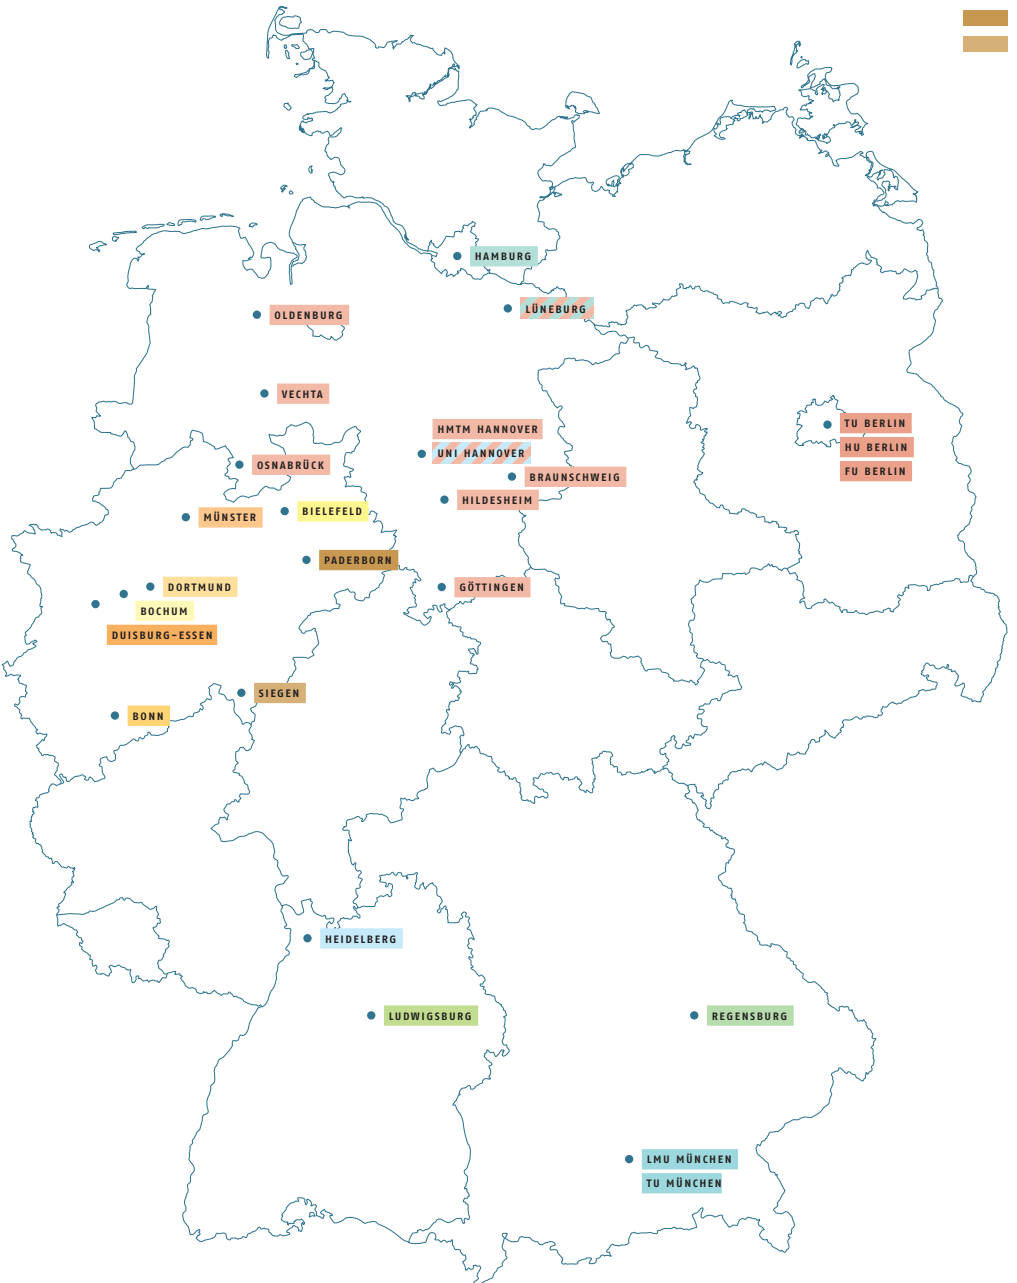 HAMBURG
LÜNEBURG
OLDENBURG
VECHTA
TU BERLIN
HMTM HANNOVER
HU BERLIN
UNI HANNOVER
OSNABRÜCK
FU BERLIN
BRAUNSCHWEIG
HILDESHEIM
BIELEFELD
MÜNSTER
PADERBORN
DORTMUND
GÖTTINGEN
BOCHUM
DUISBURG-ESSEN
SIEGEN
BONN
HEIDELBERG
LUDWIGSBURG
REGENSBURG
LMU MÜNCHEN
TU MÜNCHEN